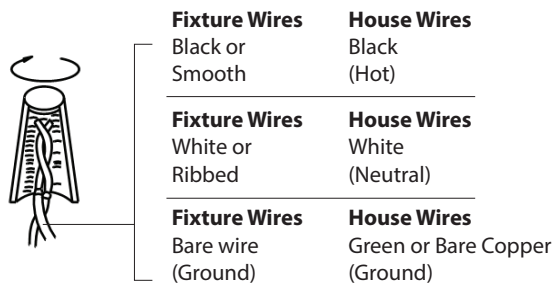 Fixture Wires House Wires
Black or Black
Smooth (Hot)
Fixture Wires House Wires
White or White
Ribbed (Neutral)
Fixture Wires House Wires
Bare wire Green or Bare Copper
(Ground) (Ground)